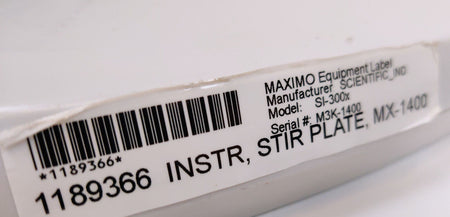 MAXIMO Equipment Label
Manufacturer SCIENTIFIC_IND
Model: SI-300x
Serial #: M3K-1400
*1189366*
1189366 INSTR, STIR PLATE, MX-1400